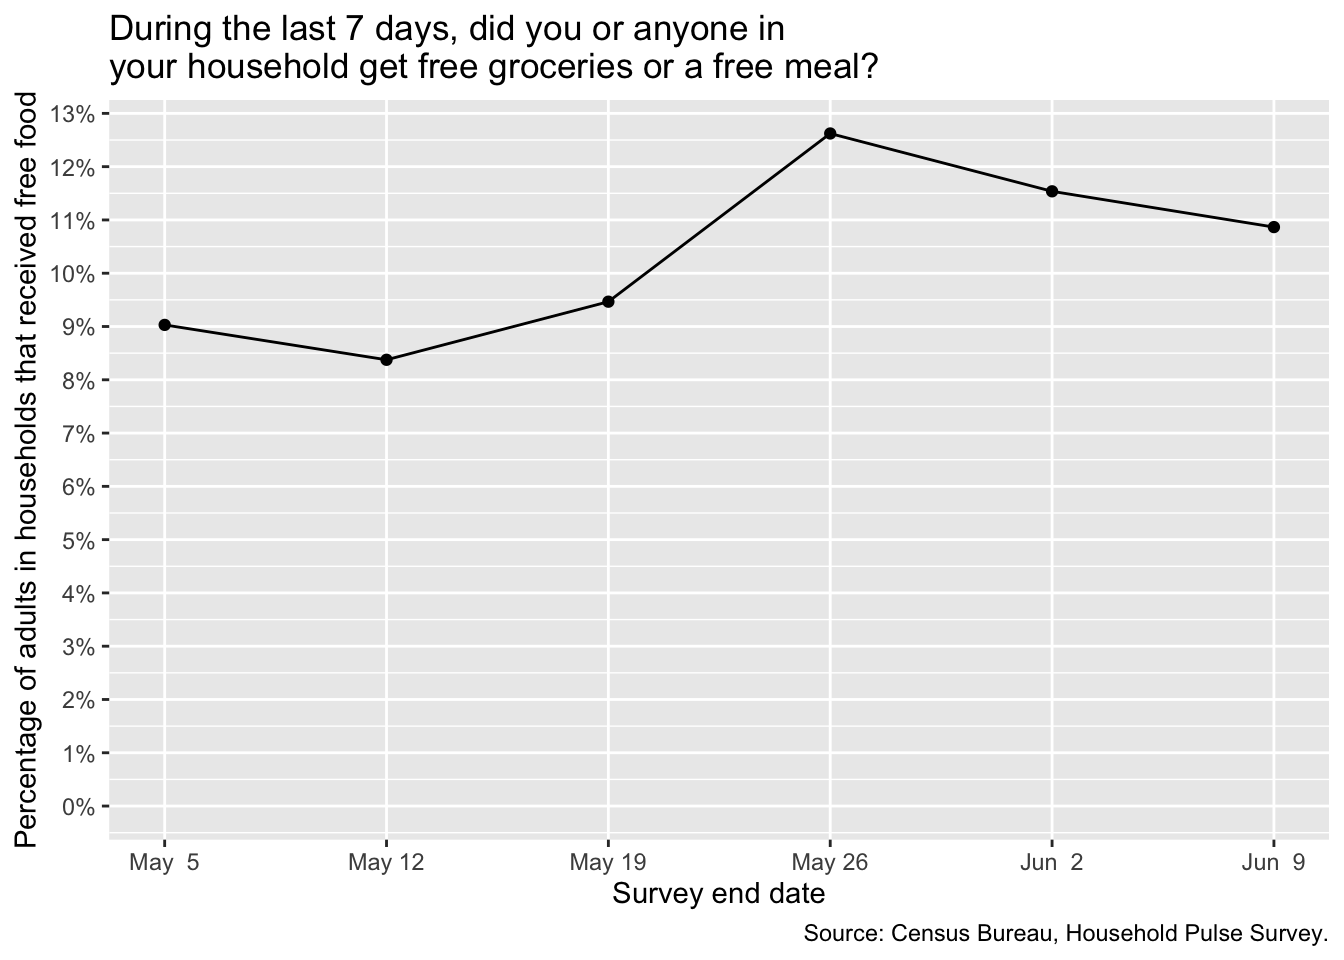 During the last 7 days, did you or anyone in
your household get free groceries or a free meal?
Percentage of adults in households that received free food
13%
12%
11%
10%
9%
8%
7%
6%
5%
4%
3%
2%
1%
0%
May  5 May 12 May 19 May 26 Jun  2 Jun  9
Survey end date
Source: Census Bureau, Household Pulse Survey.